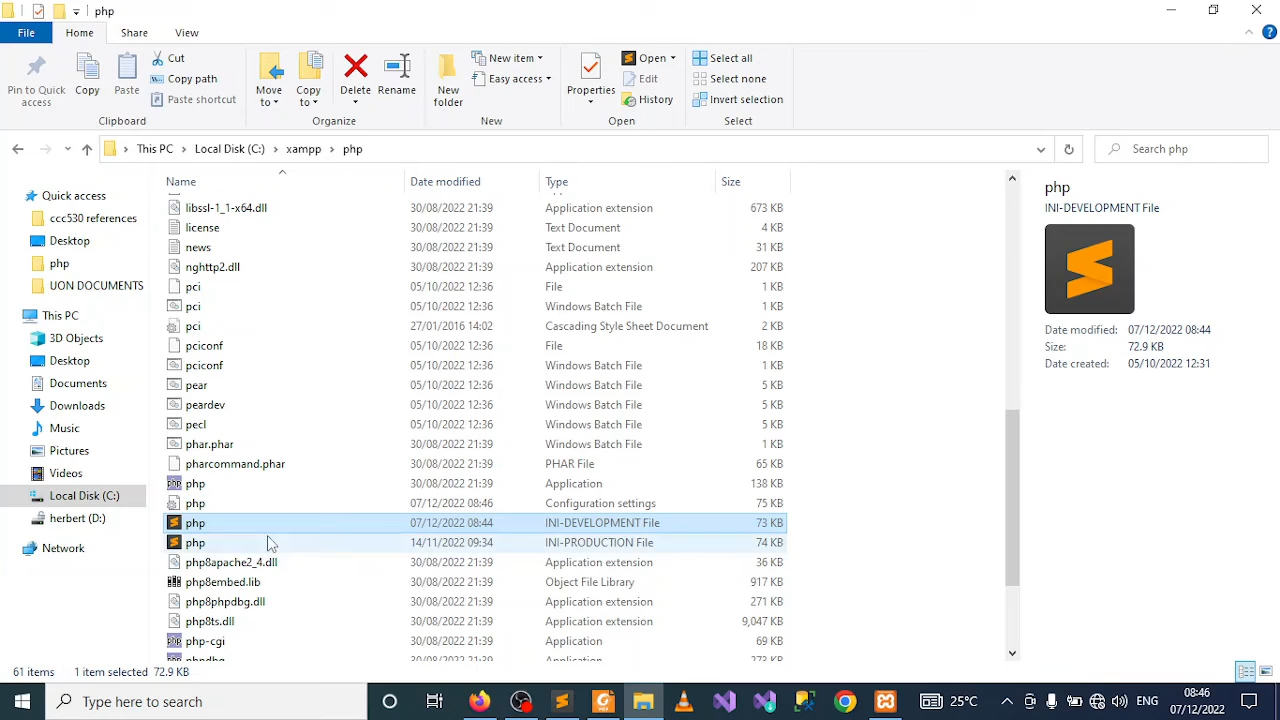 php
File Home Share View
Pin to Quick access
Copy
Paste
Cut
Copy path
Paste shortcut
Clipboard
Move to
Copy to
Delete
Rename
Organize
New folder
New item
Easy access
New
Properties
Open
Edit
History
Open
Select all
Select none
Invert selection
Select
This PC Local Disk (C:) xampp php
Search php
Quick access
ccc530 references
Desktop
php
UON DOCUMENTS
This PC
3D Objects
Desktop
Documents
Downloads
Music
Pictures
Videos
Local Disk (C:)
herbert (D:)
Network
Name Date modified Type Size
libssl-1_1-x64.dll 30/08/2022 21:39 Application extension 673 KB
license 30/08/2022 21:39 Text Document 4 KB
news 30/08/2022 21:39 Text Document 31 KB
nghttp2.dll 30/08/2022 21:39 Application extension 207 KB
pci 05/10/2022 12:36 File 1 KB
pci 05/10/2022 12:36 Windows Batch File 1 KB
pci 27/01/2016 14:02 Cascading Style Sheet Document 2 KB
pciconf 05/10/2022 12:36 File 18 KB
pciconf 05/10/2022 12:36 Windows Batch File 1 KB
pear 05/10/2022 12:36 Windows Batch File 5 KB
peardev 05/10/2022 12:36 Windows Batch File 5 KB
pecl 05/10/2022 12:36 Windows Batch File 5 KB
phar.phar 30/08/2022 21:39 Windows Batch File 1 KB
pharcommand.phar 30/08/2022 21:39 PHAR File 65 KB
php 30/08/2022 21:39 Application 138 KB
php 07/12/2022 08:46 Configuration settings 75 KB
php 07/12/2022 08:44 INI-DEVELOPMENT File 73 KB
php 14/11/2022 09:34 INI-PRODUCTION File 74 KB
php8apache2_4.dll 30/08/2022 21:39 Application extension 36 KB
php8embed.lib 30/08/2022 21:39 Object File Library 917 KB
php8phpdbg.dll 30/08/2022 21:39 Application extension 271 KB
php8ts.dll 30/08/2022 21:39 Application extension 9,047 KB
php-cgi 30/08/2022 21:39 Application 69 KB
php
INI-DEVELOPMENT File
Date modified: 07/12/2022 08:44
Size: 72.9 KB
Date created: 05/10/2022 12:31
61 items 1 item selected 72.9 KB
Type here to search
25°C
ENG
08:46
07/12/2022